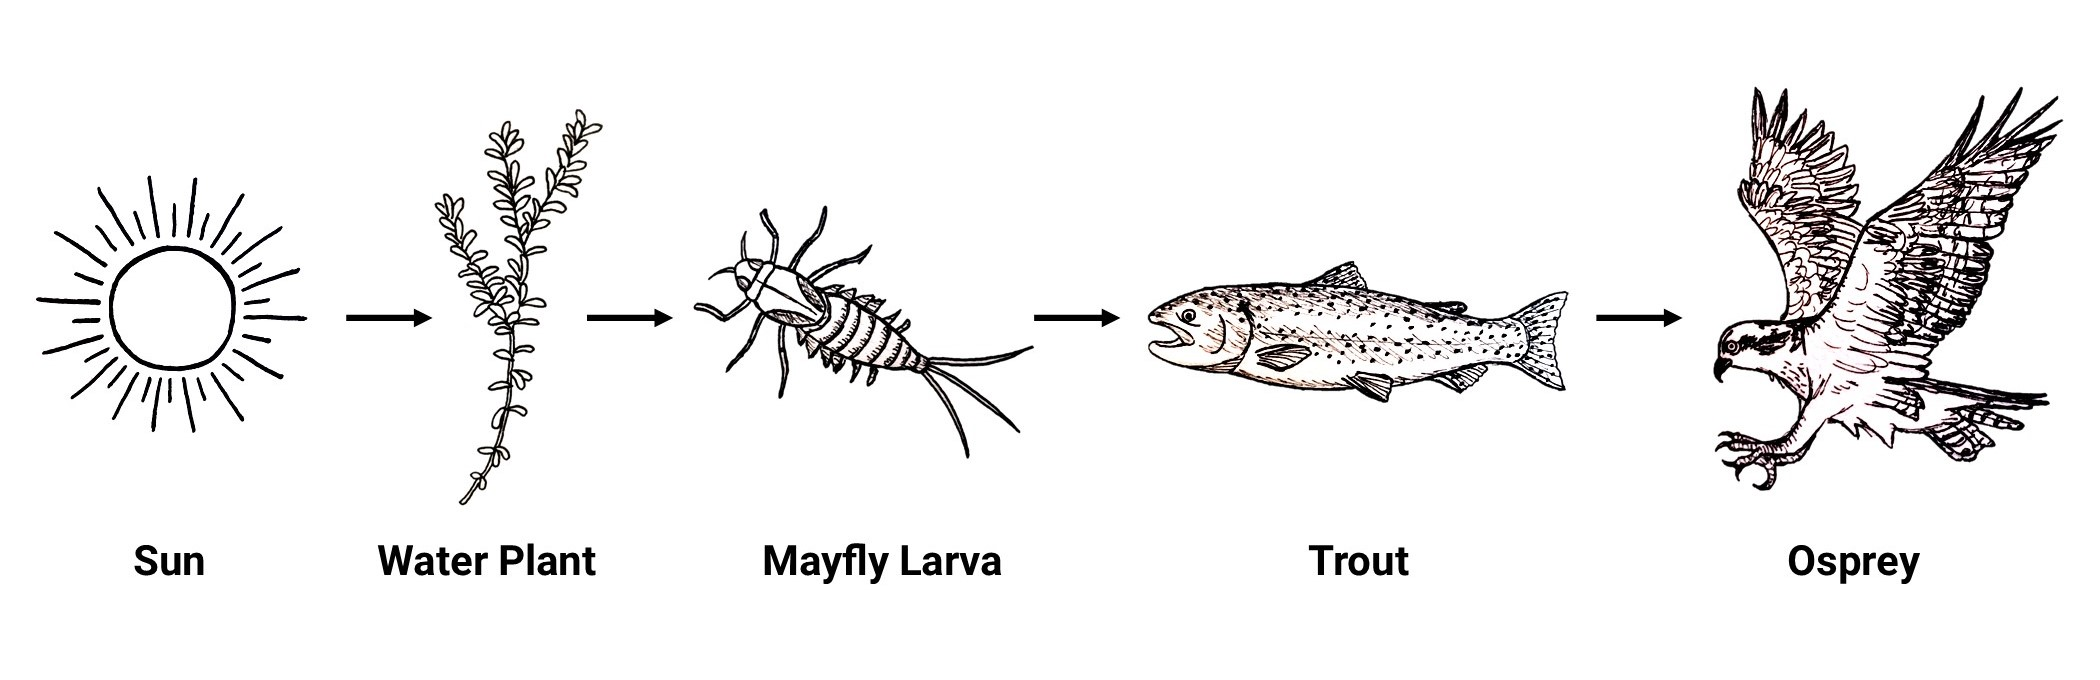 Sun
Water Plant
Mayfly Larva
Trout
Osprey